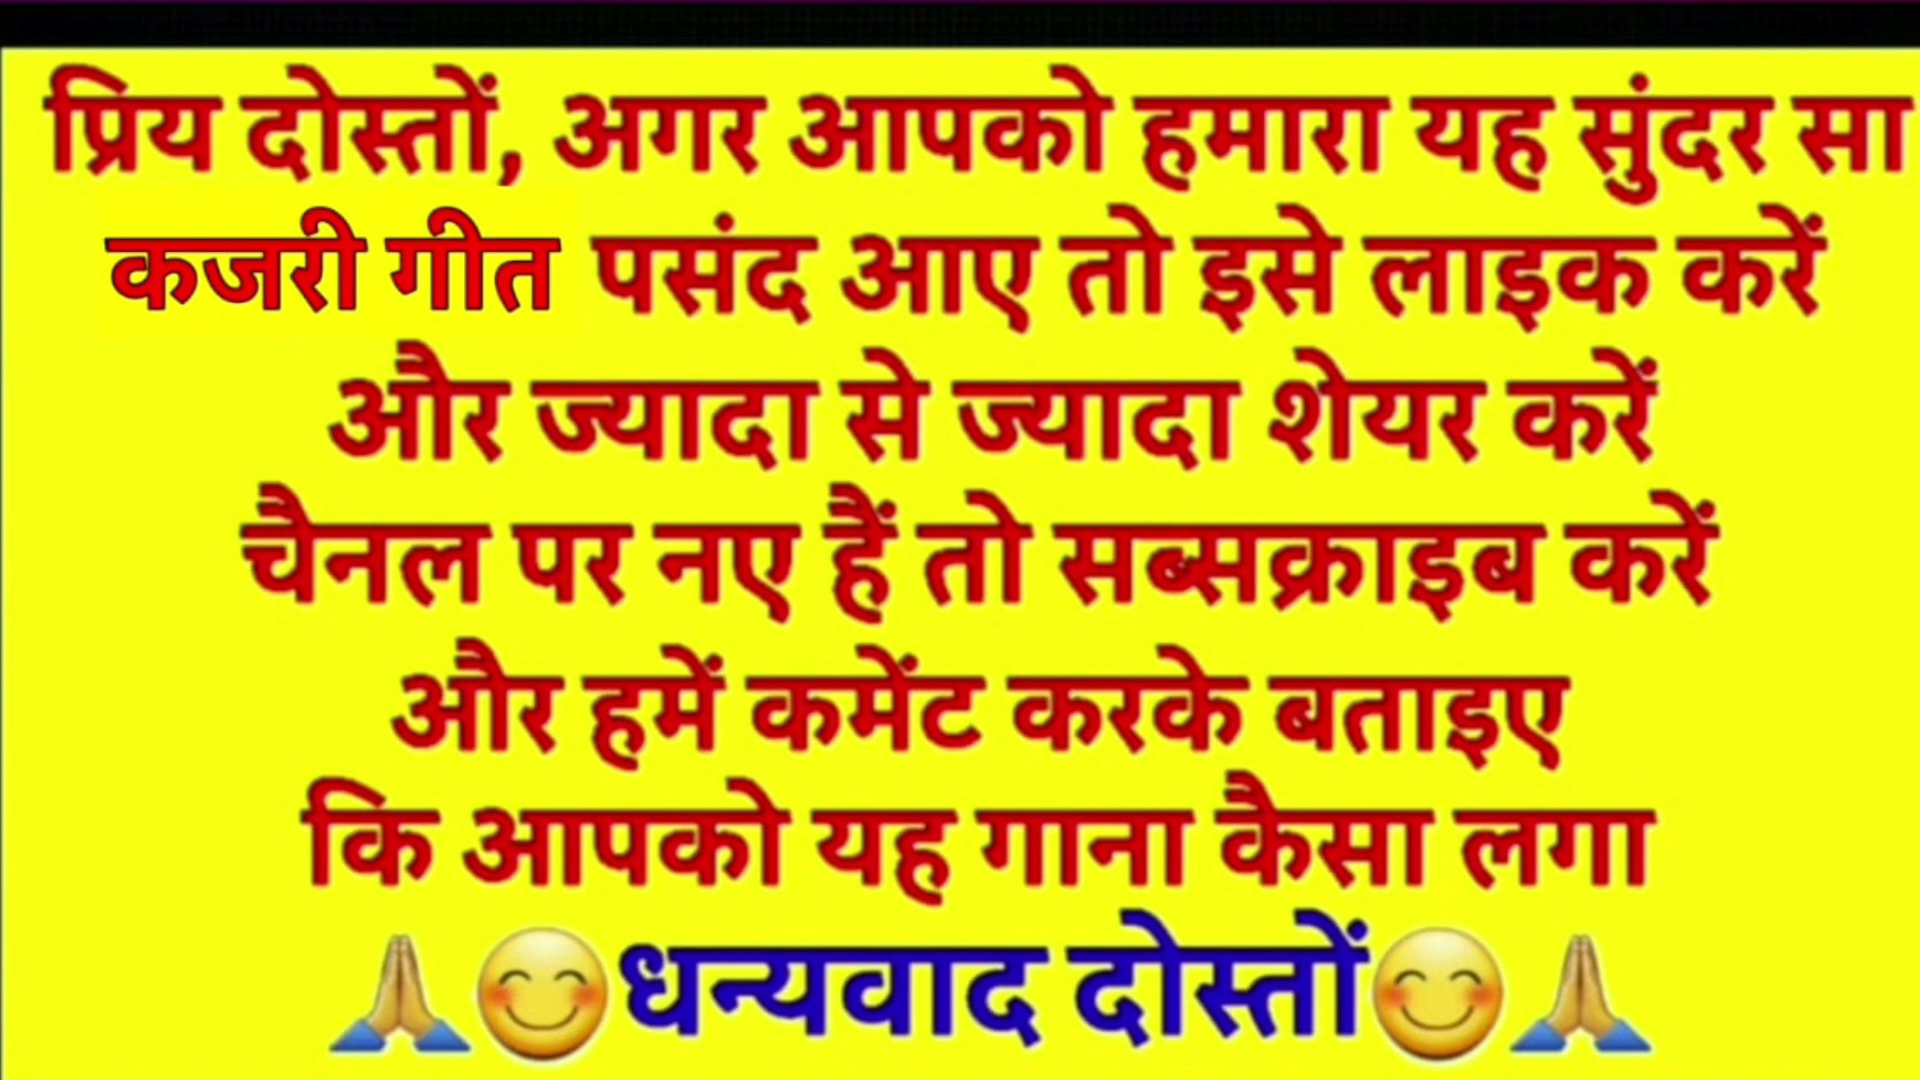 प्रिय दोस्तों, अगर आपको हमारा यह सुंदर सा
कजरी गीत पसंद आए तो इसे लाइक करें
और ज्यादा से ज्यादा शेयर करें
चैनल पर नए हैं तो सब्सक्राइब करें
और हमें कमेंट करके बताइए
कि आपको यह गाना कैसा लगा
🙏😊धन्यवाद दोस्तों😊🙏